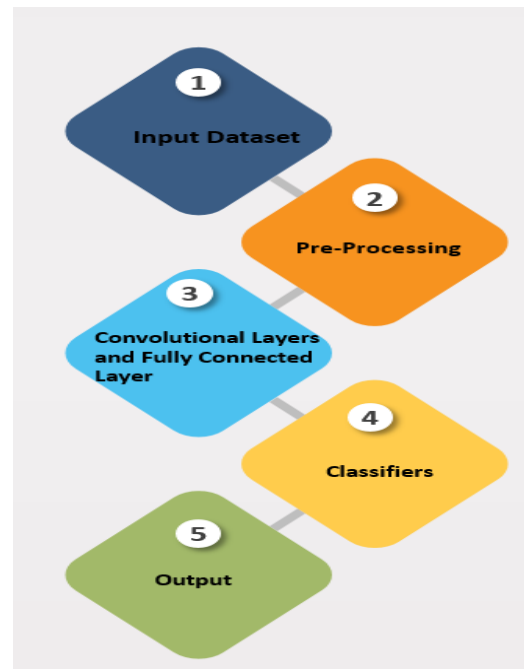 1
Input Dataset
2
Pre-Processing
3
Convolutional Layers
and Fully Connected
Layer
4
Classifiers
5
Output